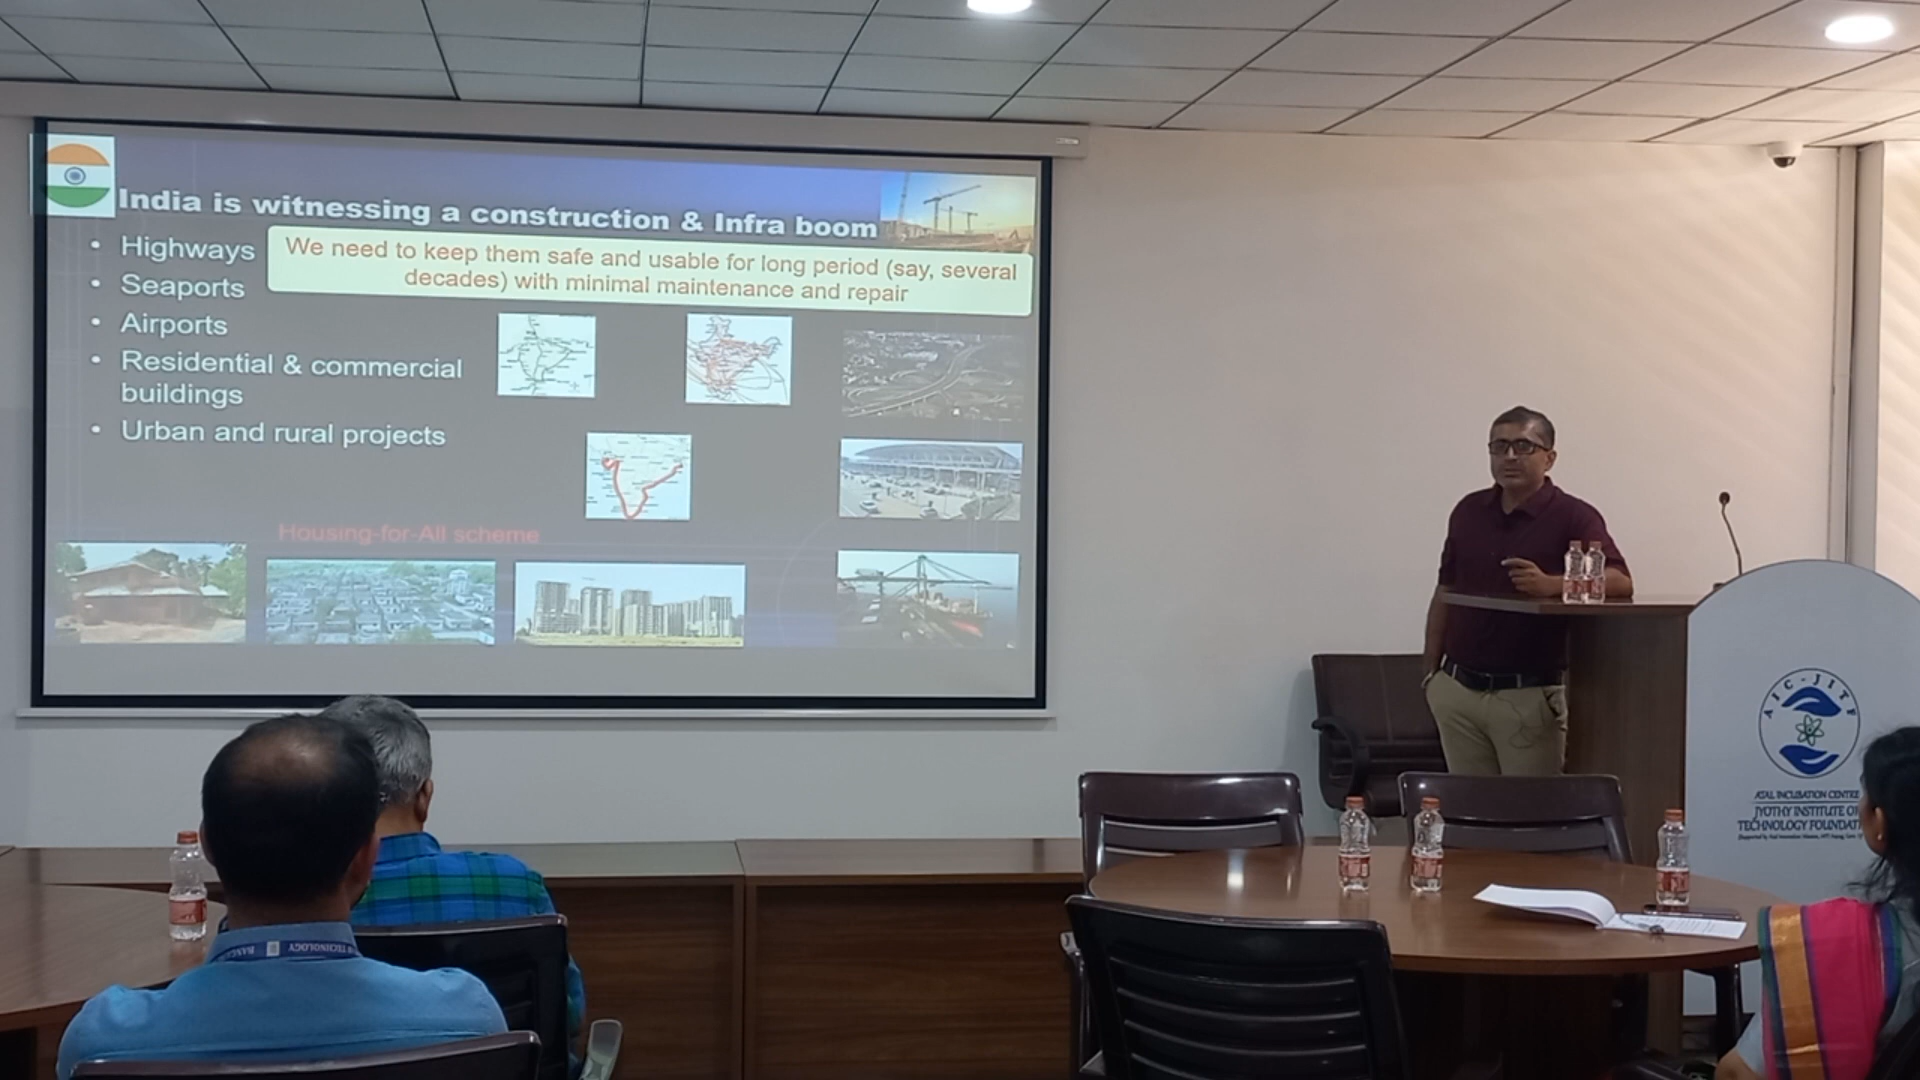 India is witnessing a construction & Infra boom
• Highways
• Seaports
• Airports
• Residential & commercial
buildings
• Urban and rural projects
We need to keep them safe and usable for long period (say, several
decades) with minimal maintenance and repair
Housing-for-All scheme
AIC-JITF
ATAL INCUBATION CENTRE
JYOTHY INSTITUTE OF
TECHNOLOGY FOUNDAT
TECHNOLOGY